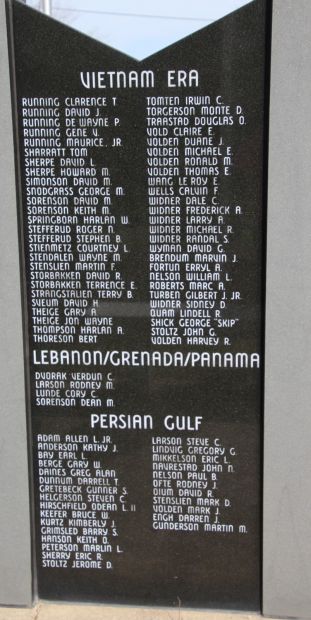 VIETNAM ERA
RUNNING CLARENCE T.
RUNNING DAVID J.
RUNNING DE WAYNE P.
RUNNING GENE V.
RUNNING MAURICE, JR.
SHARRATT TOM
SHERPE DAVID L.
SHERPE HOWARD M.
SIMONSON DAVID M.
SNODGRASS GEORGE M.
SORENSON DAVID M.
SORENSON KEITH M.
SPRINGBORN HARLAN W.
STEFFERUD ROGER N.
STEFFERUD STEPHEN B.
STENMETZ COURTNEY L.
STENDALEN WAYNE M.
STENSLIEN MARTIN F.
STORBAKKEN DAVID R.
STORBAKKEN TERRENCE E.
STRANGSTALIEN TERRY B.
SVEUM DAVID H.
THEIGE GARY A.
THEIGE JON WAYNE
THOMPSON HARLAN A.
THORESON BERT
TOMTEN IRWIN C.
TORGERSON MONTE D.
TRAASTAD DOUGLAS O.
VOLD CLAIRE E.
VOLDEN DUANE J.
VOLDEN MICHAEL E.
VOLDEN RONALD M.
VOLDEN THOMAS E.
WANG LE ROY E.
WELLS CALVIN F.
WIDNER DALE C.
WIDNER FREDERICK A.
WIDNER LARRY A.
WIDNER MICHAEL R.
WIDNER RANDAL S.
WYMAN DAVID G.
BRENDUM MARVIN J.
FORTUN ERRYL A.
NELSON WILLIAM L.
ROBERTS MARC A.
TURBEN GILBERT J. JR.
WIDNER SIDNEY D.
QUAM LINDELL R.
SHICK GEORGE "SKIP"
STOLTZ JOHN G.
VOLDEN HARVEY R.
LEBANON/GRENADA/PANAMA
DVORAK VERDUN C.
LARSON RODNEY M.
LUNDE CORY C.
SORENSON DEAN M.
PERSIAN GULF
ADAM ALLEN L. JR.
ANDERSON KATHY J.
BAY EARL L.
BERGE GARY W.
DAINES GREG ALAN
DUNNUM DARRELL T.
GRETEBECK GUNNER S.
HELGERSON STEVEN C.
HIRSCHFIELD ODEAN L. II
KEEFER BRUCE W.
KURTZ KIMBERLY J.
GRIMSLED BARRY S.
HANSON KEITH D.
PETERSON MARLIN L.
SHERRY ERIC R.
STOLTZ JEROME D.
LARSON STEVE C.
LINDVIG GREGORY G.
MIKKELSON ERIC L.
NAVRESTAD JOHN N.
NELSON PAUL B.
OFTE RODNEY J.
OIUM DAVID R.
STENSLIEN MARK D.
VOLDEN MARK J.
ENGH DARREN J.
GUNDERSON MARTIN M.